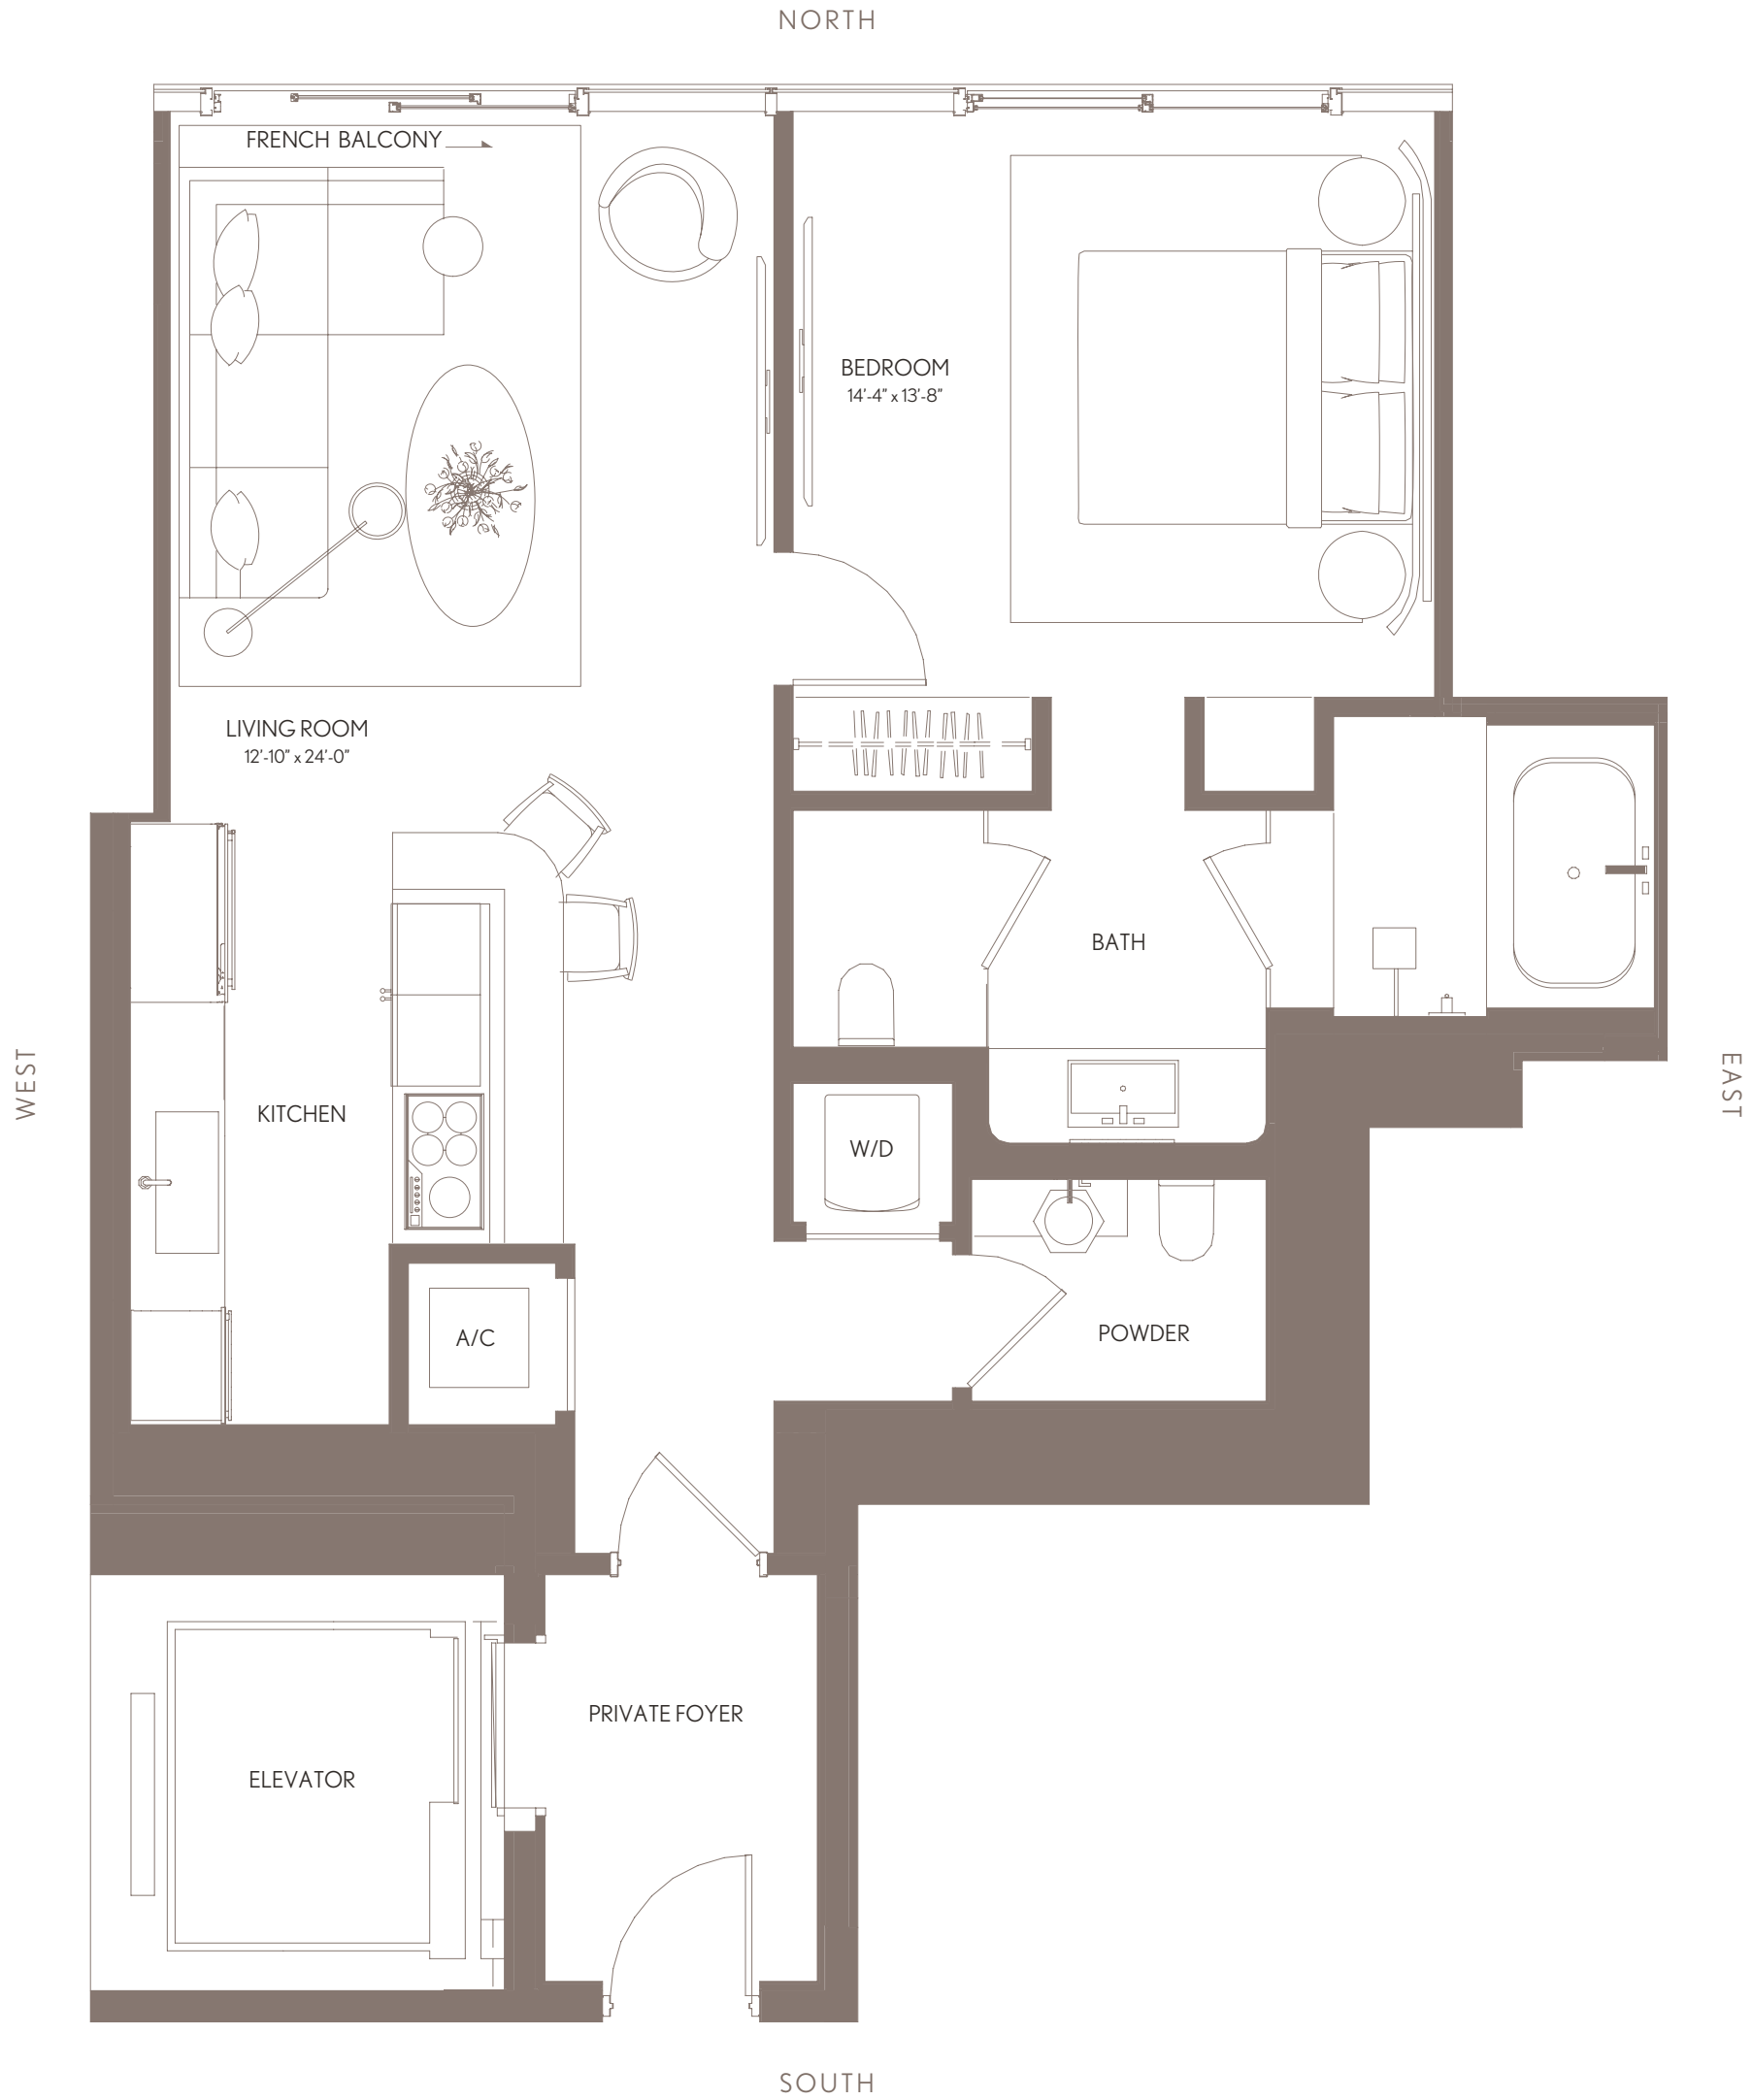 NORTH
FRENCH BALCONY
BEDROOM
14'-4" x 13'-8"
LIVING ROOM
12'-10" x 24'-0"
BATH
WEST
EAST
KITCHEN
W/D
A/C
POWDER
PRIVATE FOYER
ELEVATOR
SOUTH